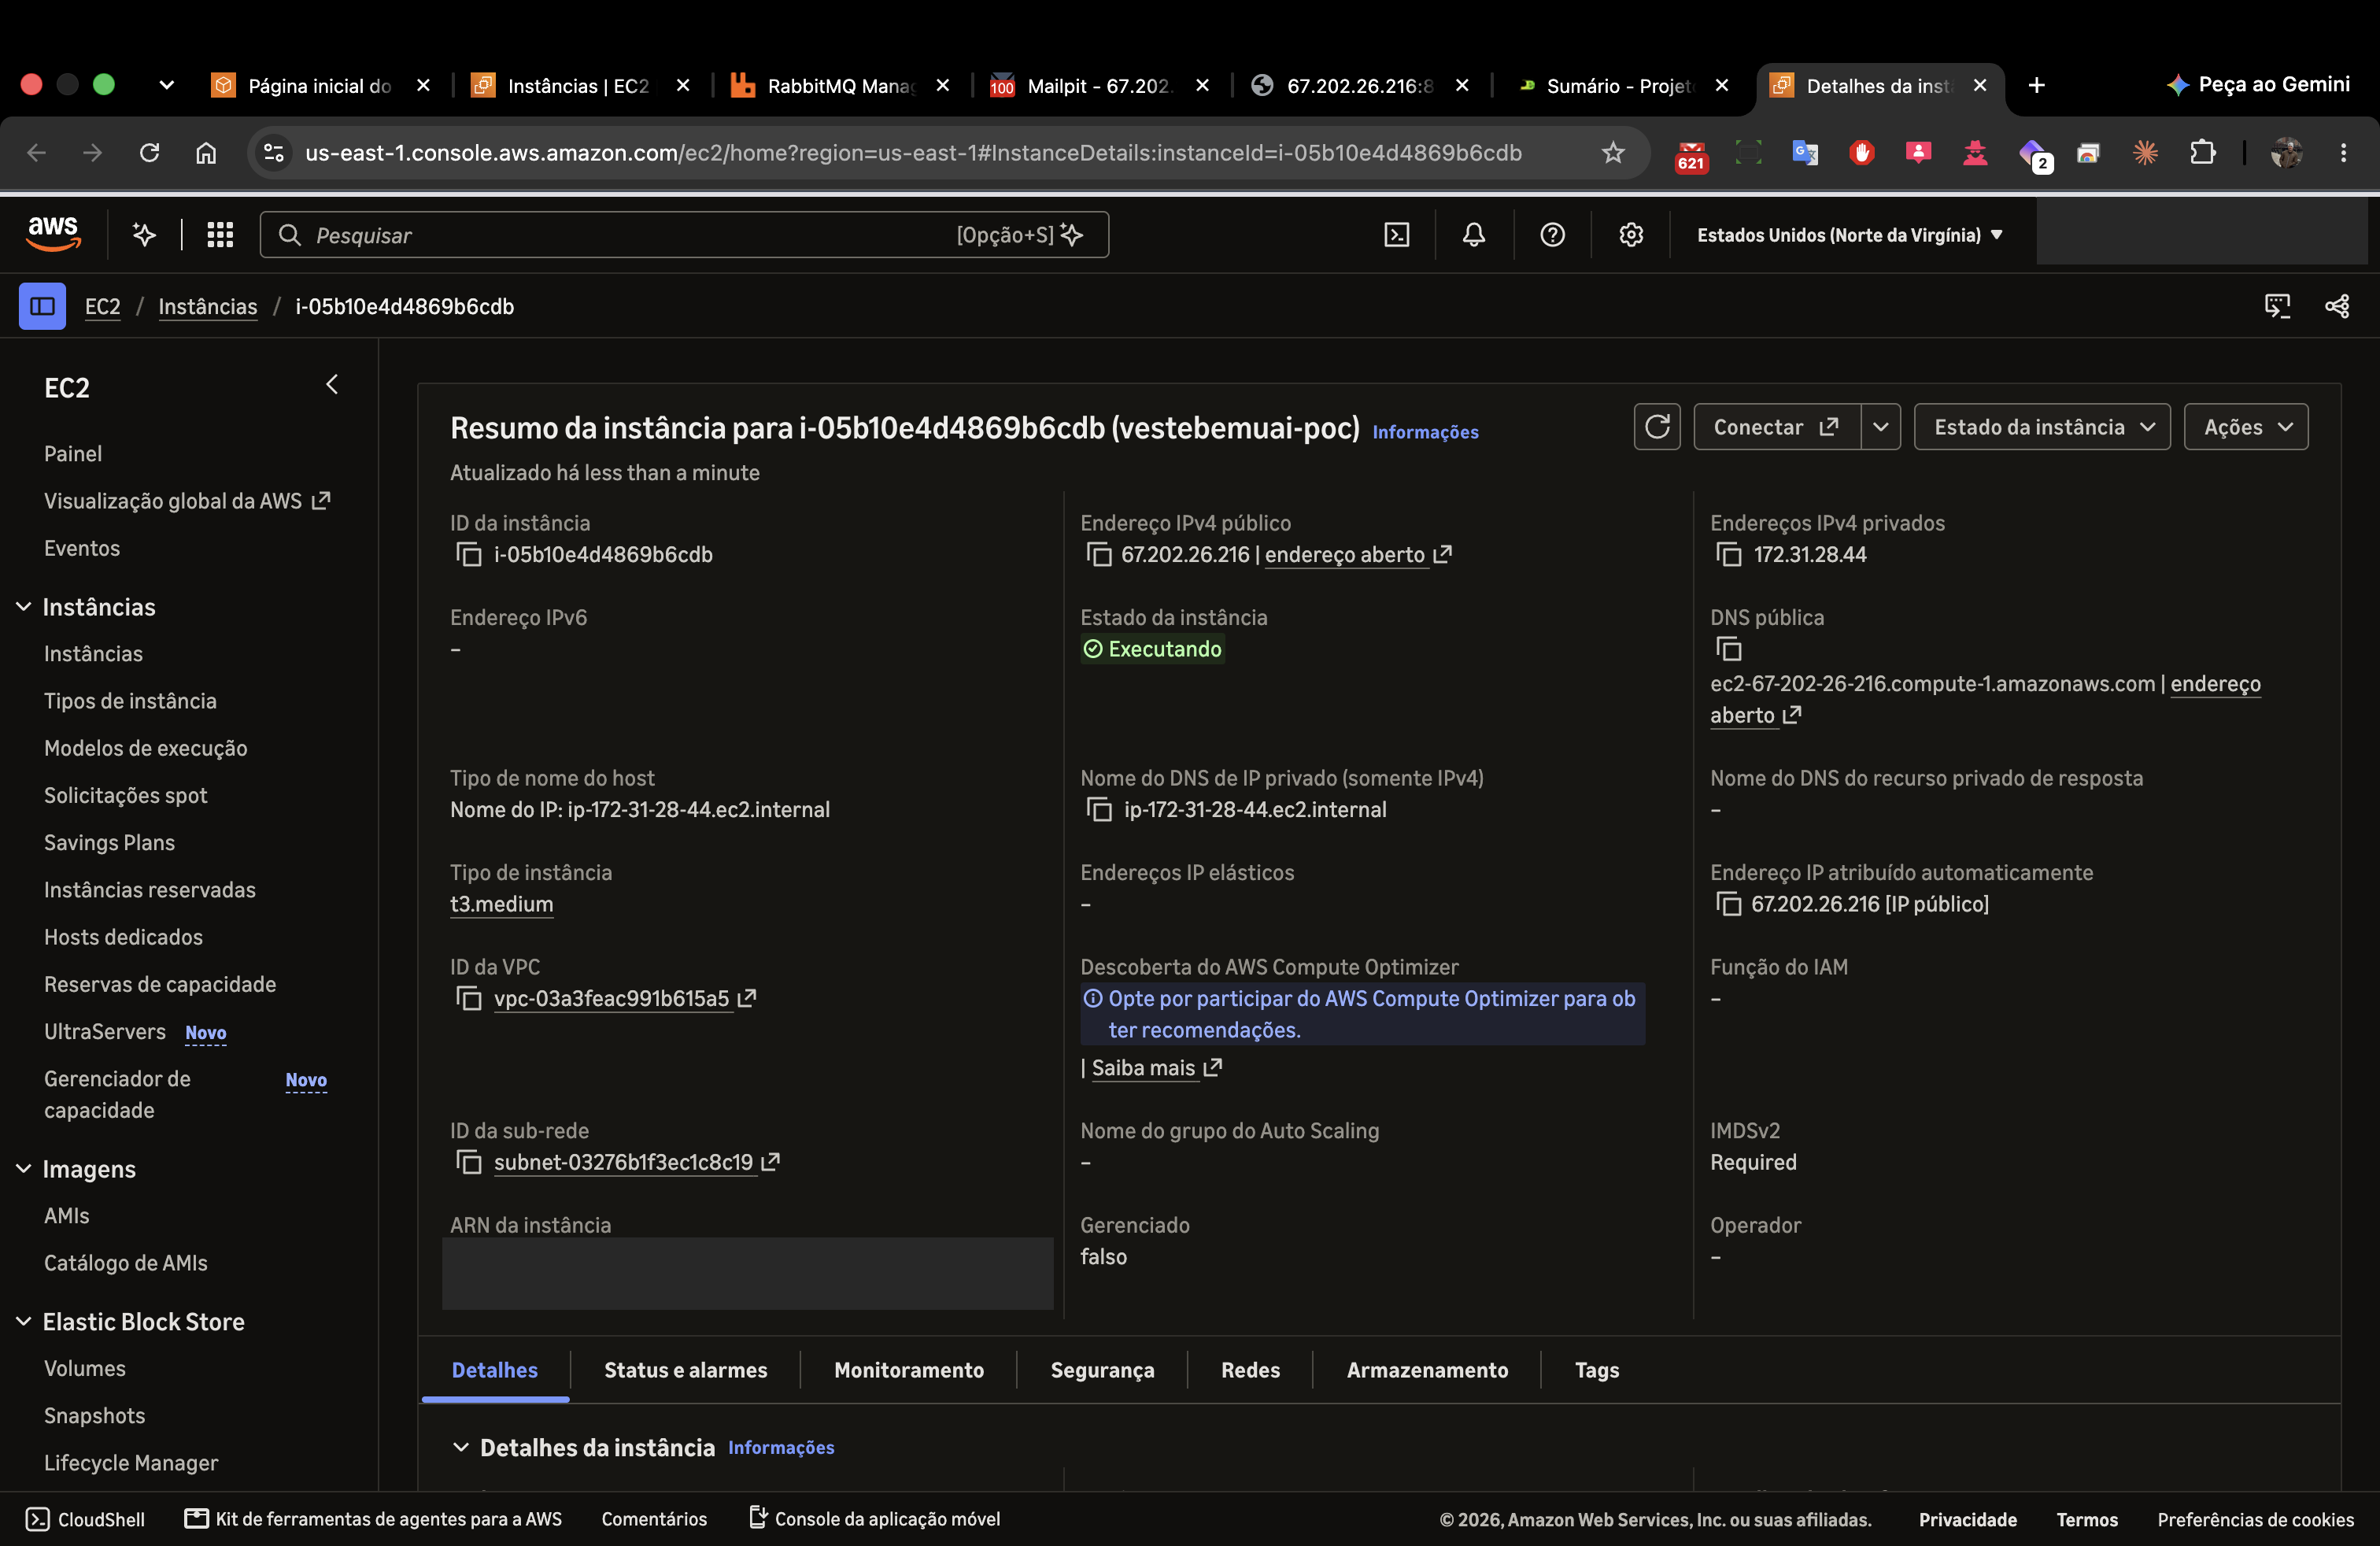 Página inicial do
Instâncias | EC2
RabbitMQ Manag
Mailpit - 67.202.
67.202.26.216:8
Sumário - Projeto
Detalhes da inst
Peça ao Gemini
us-east-1.console.aws.amazon.com/ec2/home?region=us-east-1#InstanceDetails:instanceId=i-05b10e4d4869b6cdb
621
2
aws
Pesquisar
[Opção+S]
Estados Unidos (Norte da Virgínia)
EC2 / Instâncias / i-05b10e4d4869b6cdb
EC2
Painel
Visualização global da AWS
Eventos
Instâncias
Instâncias
Tipos de instância
Modelos de execução
Solicitações spot
Savings Plans
Instâncias reservadas
Hosts dedicados
Reservas de capacidade
UltraServers Novo
Gerenciador de Novo
capacidade
Imagens
AMIs
Catálogo de AMIs
Elastic Block Store
Volumes
Snapshots
Lifecycle Manager
Resumo da instância para i-05b10e4d4869b6cdb (vestebemuai-poc) Informações
Conectar
Estado da instância
Ações
Atualizado há less than a minute
ID da instância
i-05b10e4d4869b6cdb
Endereço IPv4 público
67.202.26.216 | endereço aberto
Endereços IPv4 privados
172.31.28.44
Endereço IPv6
–
Estado da instância
Executando
DNS pública
ec2-67-202-26-216.compute-1.amazonaws.com | endereço
aberto
Tipo de nome do host
Nome do IP: ip-172-31-28-44.ec2.internal
Nome do DNS de IP privado (somente IPv4)
ip-172-31-28-44.ec2.internal
Nome do DNS do recurso privado de resposta
–
Tipo de instância
t3.medium
Endereços IP elásticos
–
Endereço IP atribuído automaticamente
67.202.26.216 [IP público]
ID da VPC
vpc-03a3feac991b615a5
Descoberta do AWS Compute Optimizer
Opte por participar do AWS Compute Optimizer para ob
ter recomendações.
| Saiba mais
Função do IAM
–
ID da sub-rede
subnet-03276b1f3ec1c8c19
Nome do grupo do Auto Scaling
–
IMDSv2
Required
ARN da instância
Gerenciado
falso
Operador
–
Detalhes
Status e alarmes
Monitoramento
Segurança
Redes
Armazenamento
Tags
Detalhes da instância Informações
CloudShell
Kit de ferramentas de agentes para a AWS
Comentários
Console da aplicação móvel
© 2026, Amazon Web Services, Inc. ou suas afiliadas.
Privacidade
Termos
Preferências de cookies